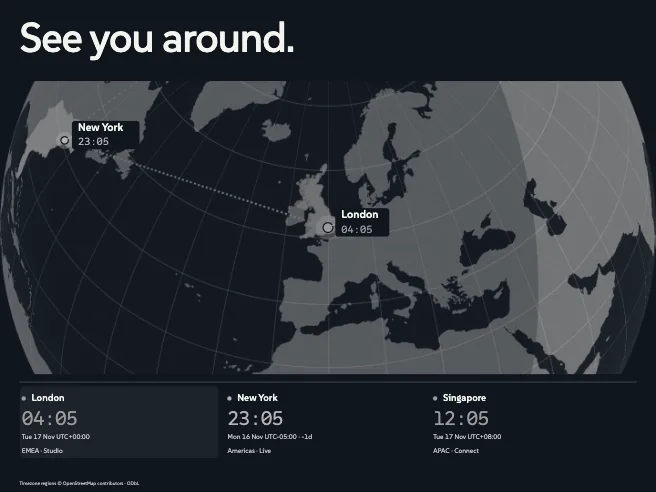 See you around.
New York
23:05
London
04:05
London
04:05
Tue 17 Nov UTC+00:00
EMEA · Studio
New York
23:05
Mon 16 Nov UTC-05:00 · -1d
Americas · Live
Singapore
12:05
Tue 17 Nov UTC+08:00
APAC · Connect
Timezone regions © OpenStreetMap contributors · ODbL